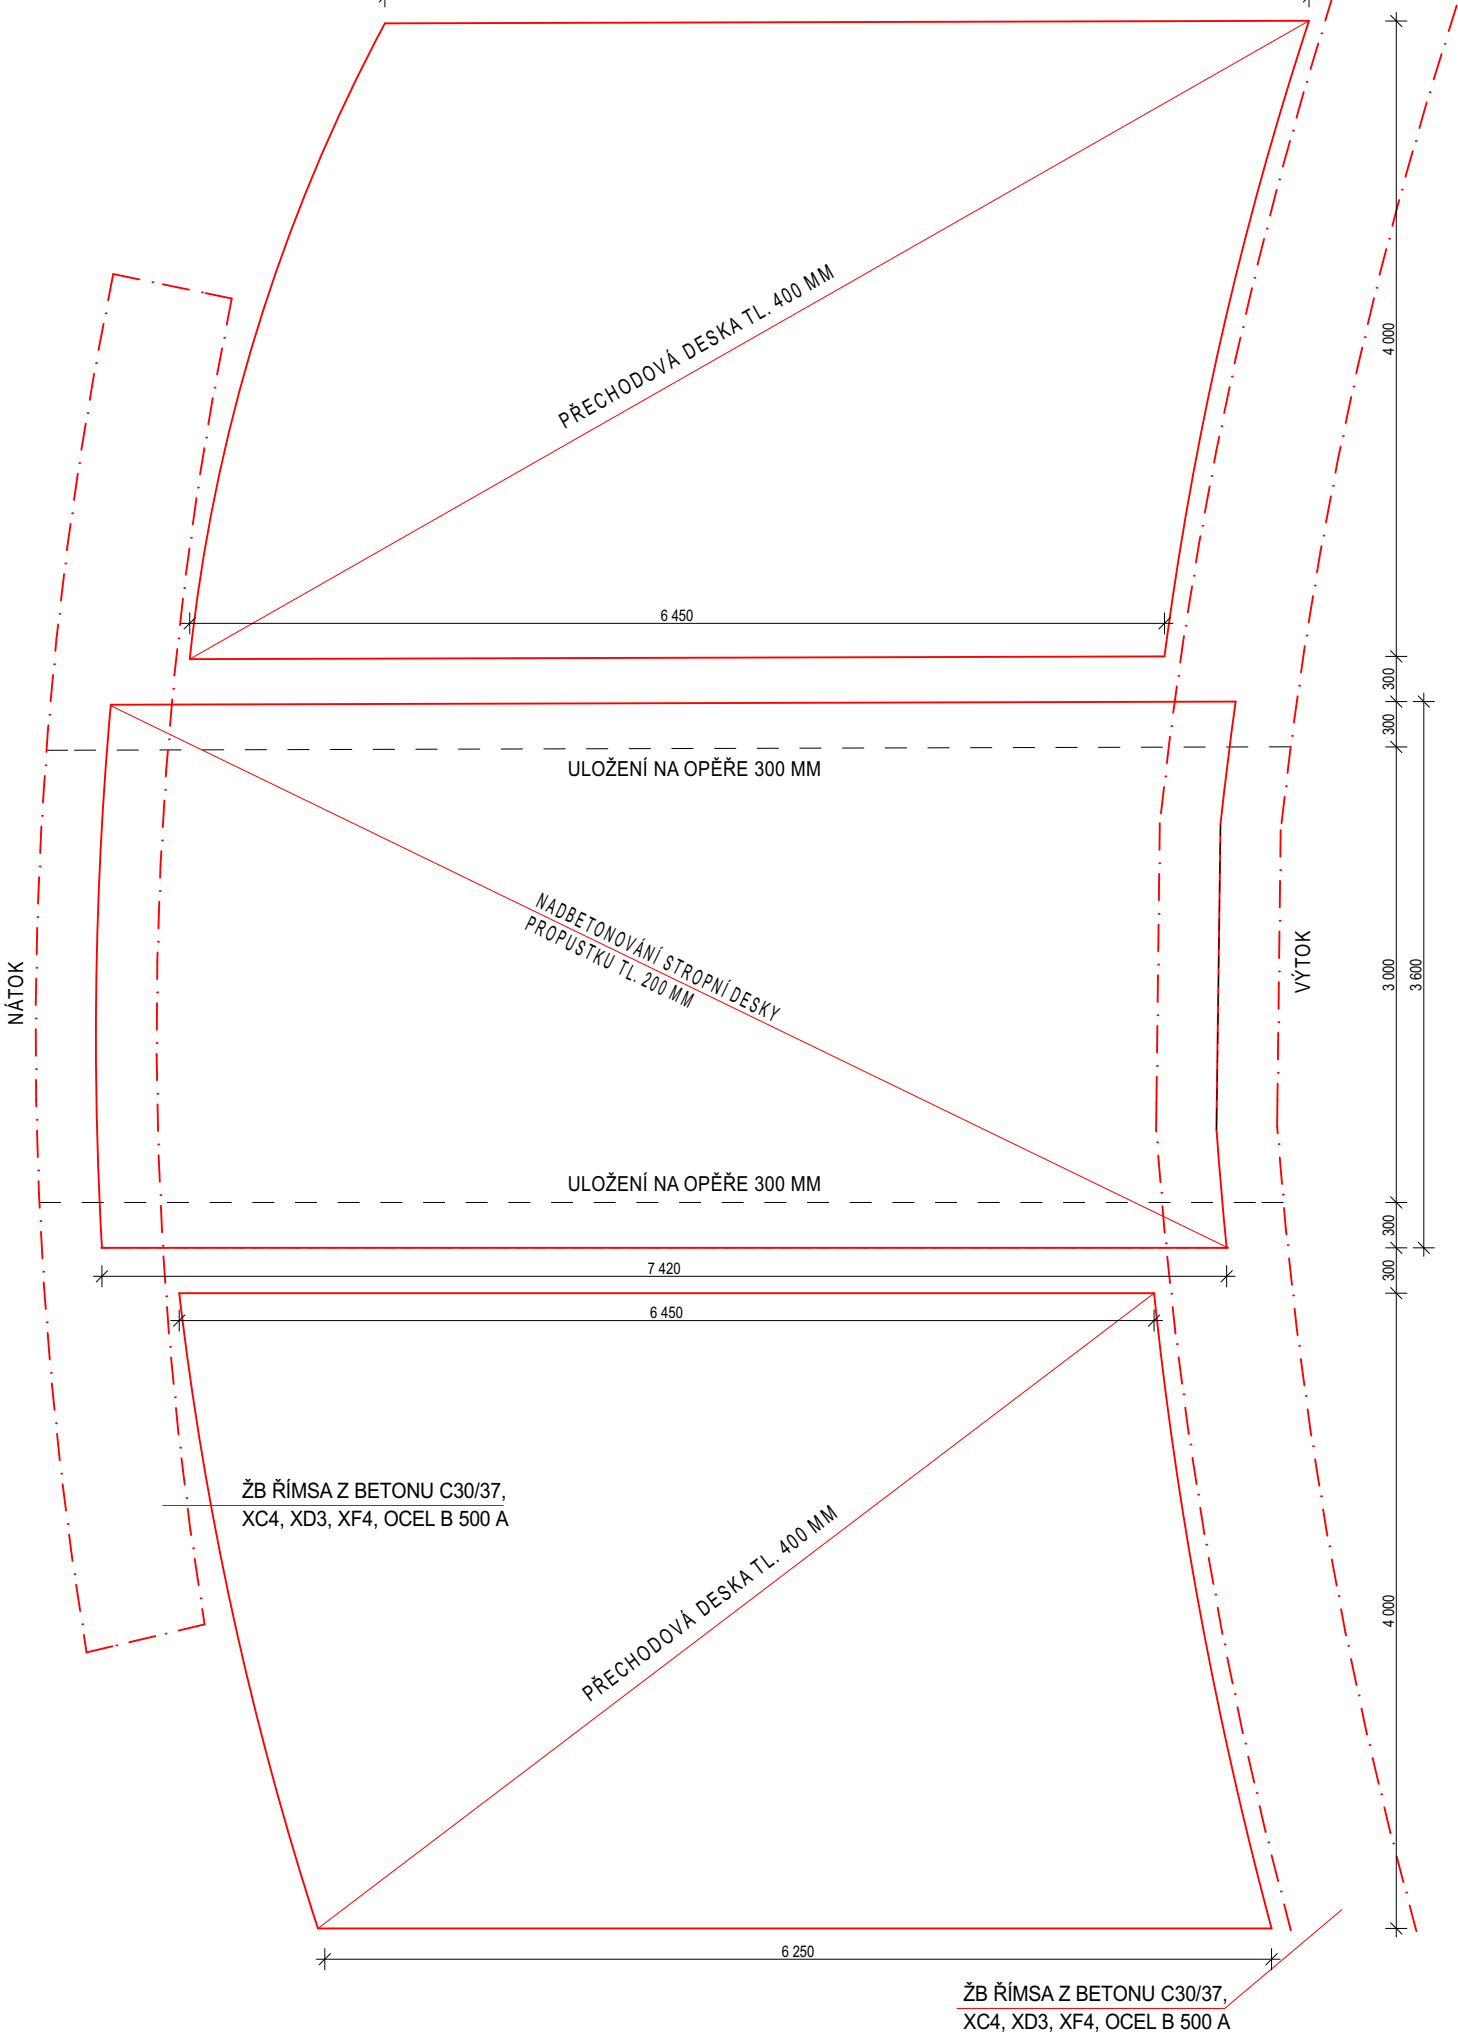 PŘECHODOVÁ DESKA TL. 400 MM
4 000
6 450
300
300
ULOŽENÍ NA OPĚŘE 300 MM
NADBETONOVÁNÍ STROPNÍ DESKY
PROPUSTKU TL. 200 MM
NÁTOK
VÝTOK
3 000
3 600
ULOŽENÍ NA OPĚŘE 300 MM
300
300
7 420
6 450
ŽB ŘÍMSA Z BETONU C30/37,
XC4, XD3, XF4, OCEL B 500 A
PŘECHODOVÁ DESKA TL. 400 MM
4 000
6 250
ŽB ŘÍMSA Z BETONU C30/37,
XC4, XD3, XF4, OCEL B 500 A